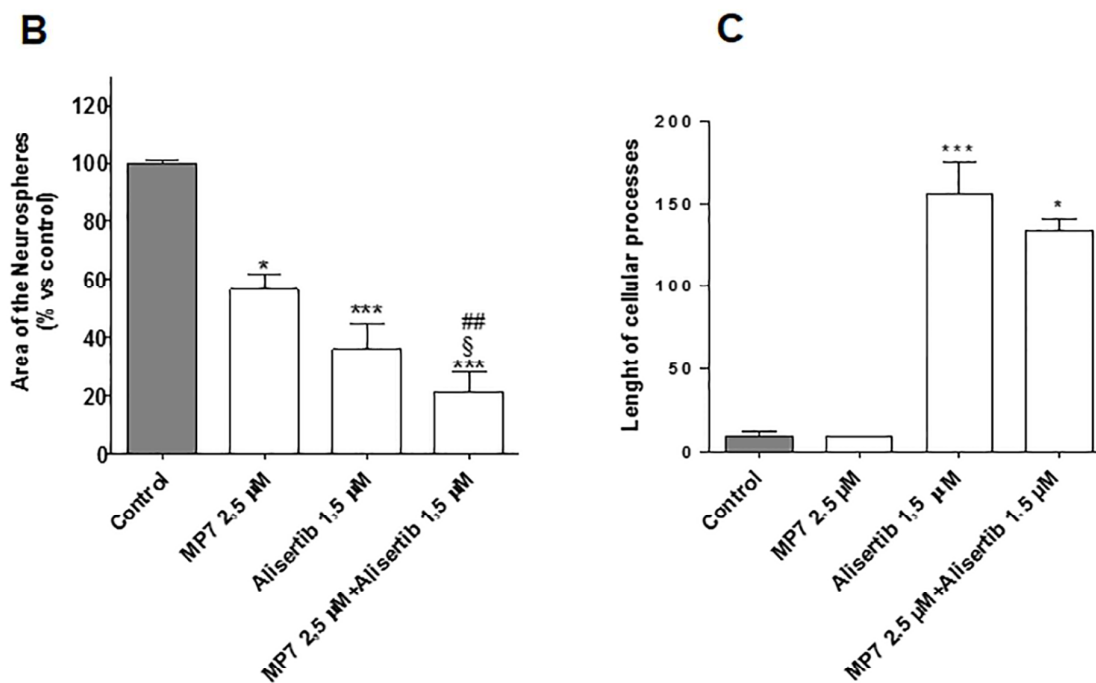 B
Area of the Neurospheres
(% vs control)
120
100
80
60
40
20
0
*
***
##
§
***
Control
MP7 2,5 µM
Alisertib 1,5 µM
MP7 2,5 µM+Alisertib 1,5 µM
C
Lenght of cellular processes
200
150
100
50
0
***
*
Control
MP7 2.5 µM
Alisertib 1,5 µM
MP7 2.5 µM+Alisertib 1.5 µM